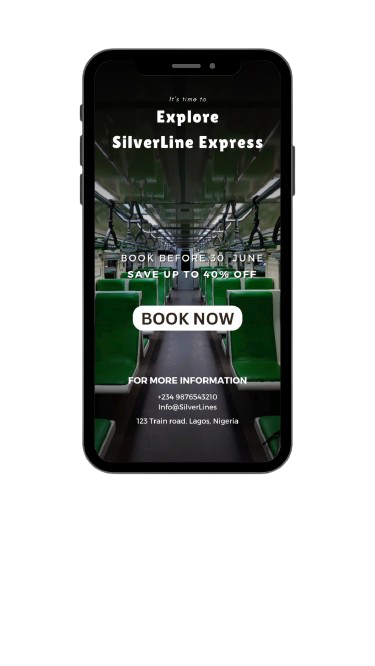 It's time to
Explore
SilverLine Express
BOOK BEFORE 30 JUNE
SAVE UP TO 40% OFF
BOOK NOW
FOR MORE INFORMATION
+234 9876543210
Info@SilverLines
123 Train road. Lagos, Nigeria